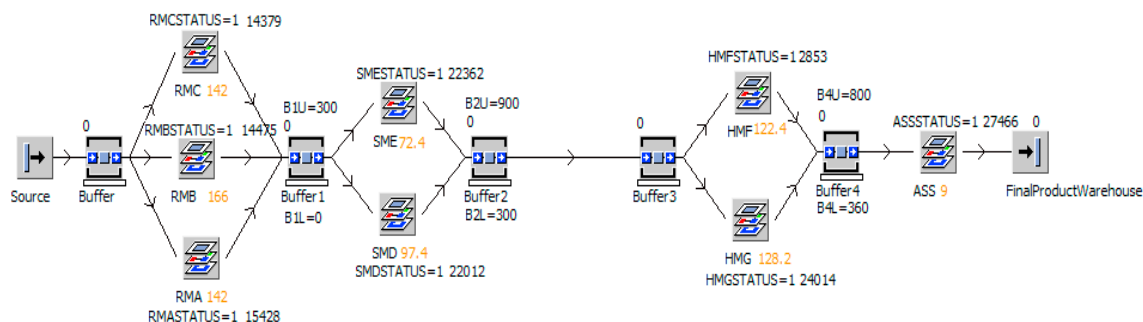 RMCSTATUS=1 14379
RMC 142
SMESTATUS=1 22362
HMFSTATUS=1 2853
B1U=300
B2U=900
B4U=800
0
0
0
0
0
0
RMBSTATUS=1 14475
SME 72.4
HMF 122.4
ASSSTATUS=1 27466
Source
Buffer
RMB 166
Buffer1
Buffer2
Buffer3
Buffer4
ASS 9
FinalProductWarehouse
B1L=0
B2L=300
B4L=360
SMD 97.4
SMDSTATUS=1 22012
HMG 128.2
HMGSTATUS=1 24014
RMA 142
RMASTATUS=1 15428